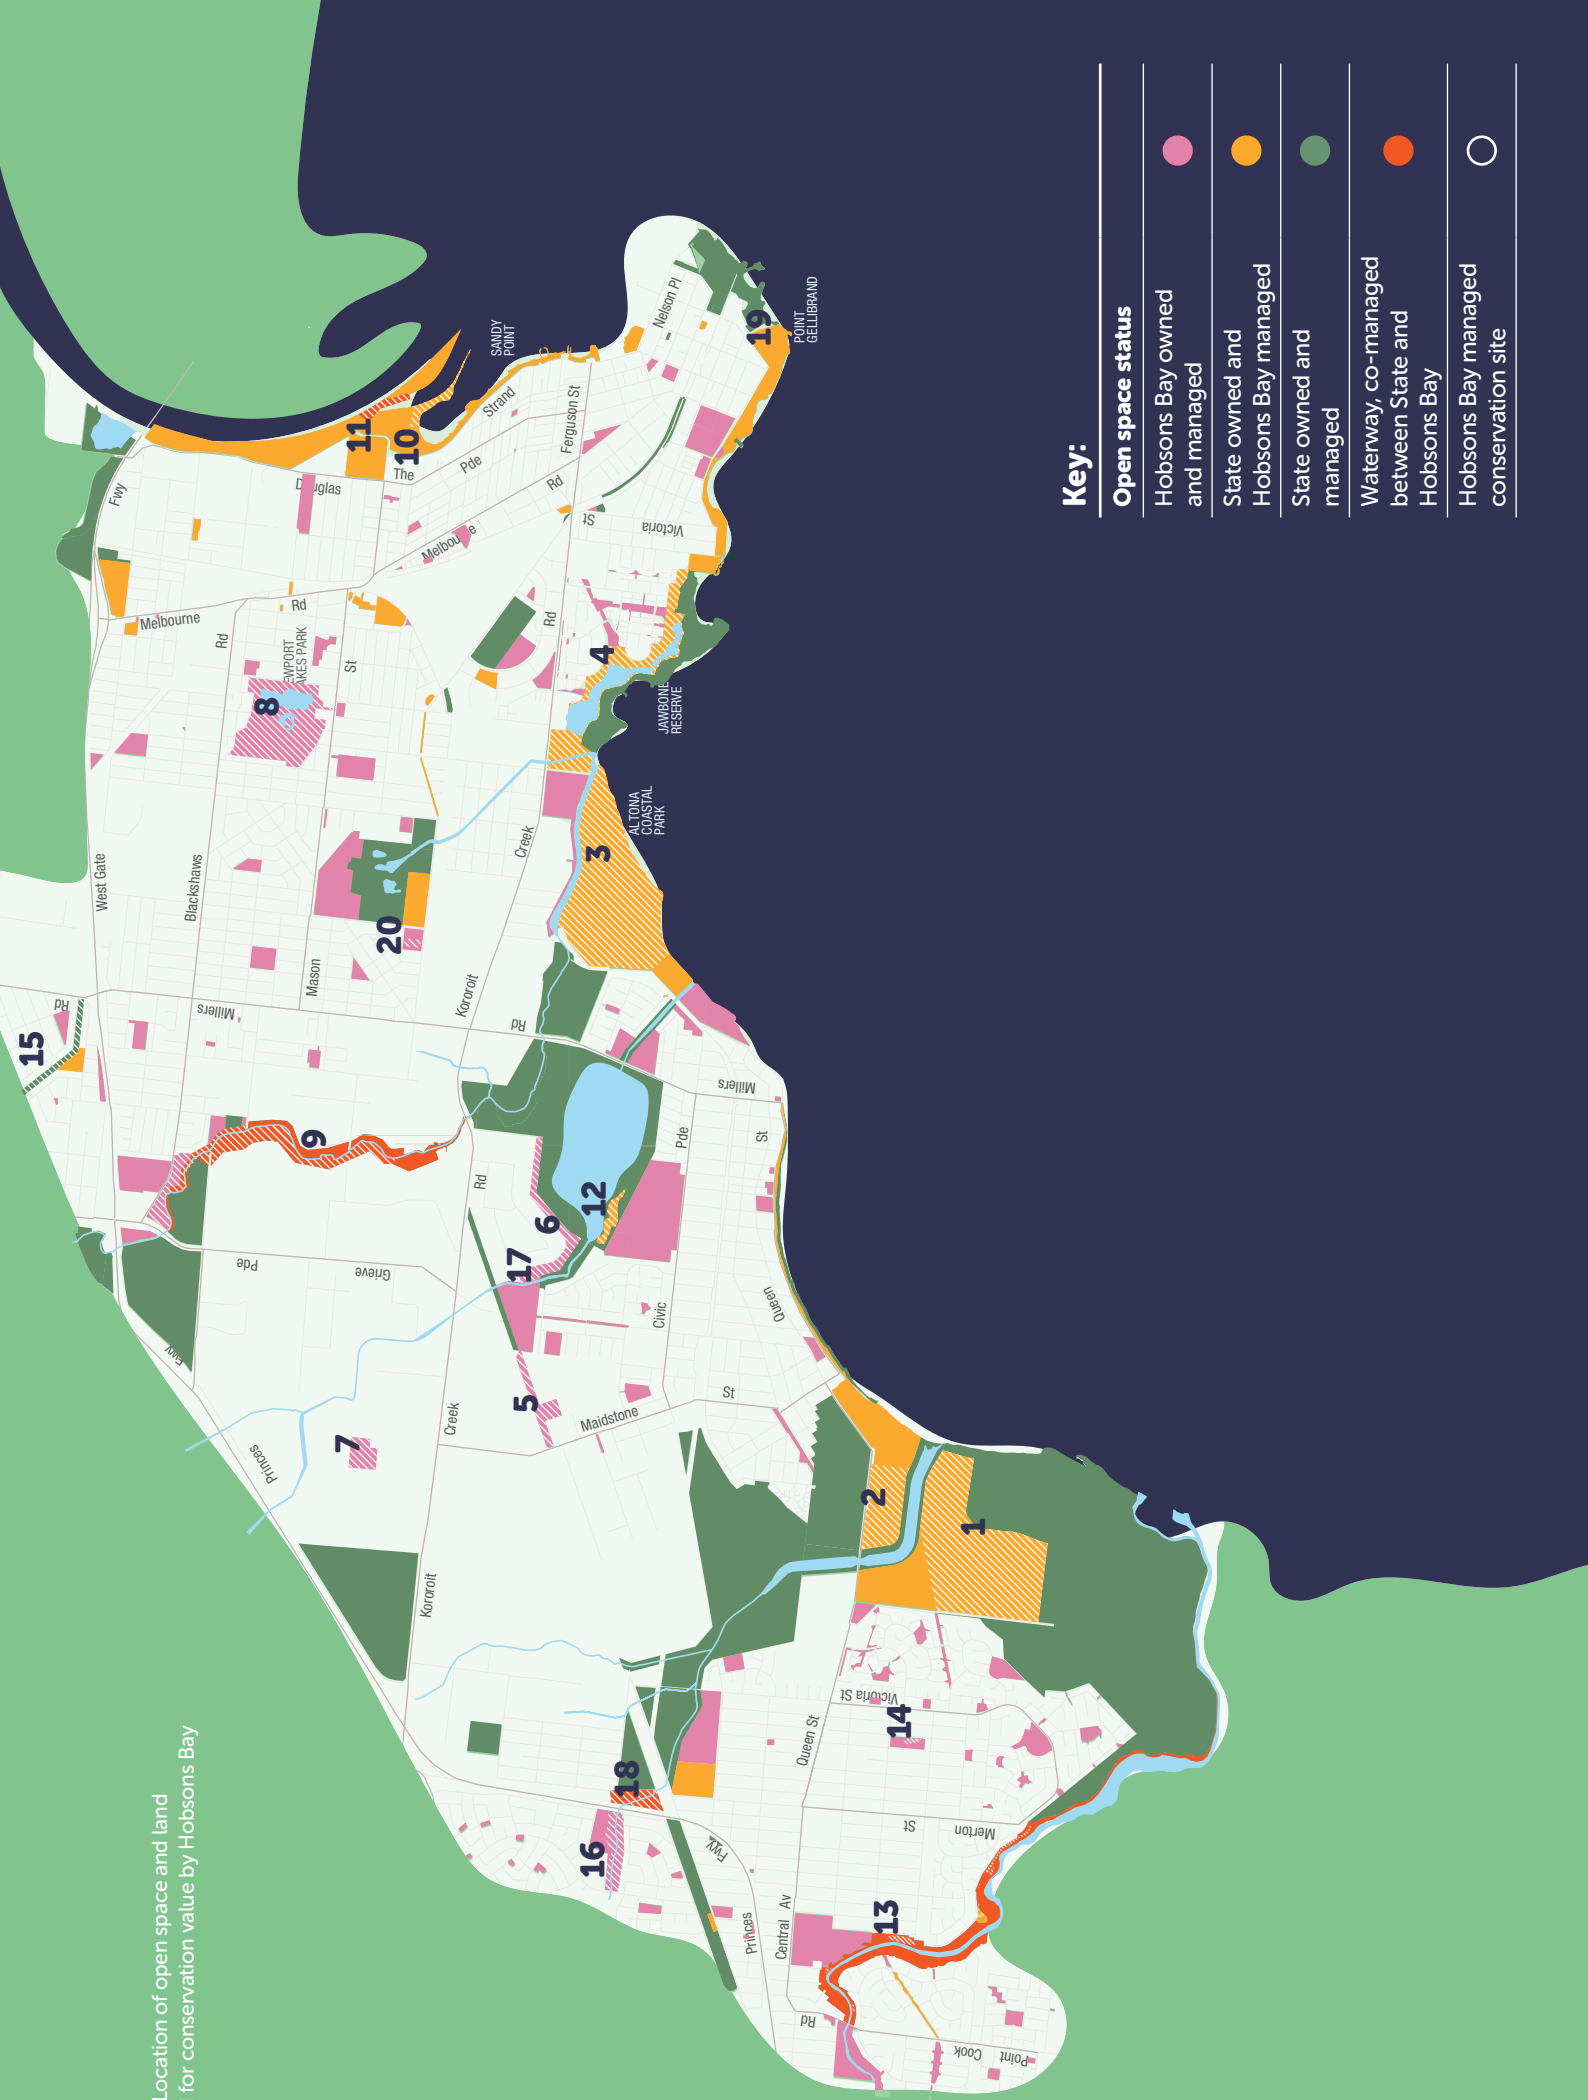 Location of open space and land
for conservation value by Hobsons Bay
Key:
Open space status
Hobsons Bay owned
and managed
State owned and
Hobsons Bay managed
State owned and
managed
Waterway, co-managed
between State and
Hobsons Bay
Hobsons Bay managed
conservation site
SANDY
POINT
POINT
GELLIBRAND
JAWBONE
RESERVE
ALTONA
COASTAL
PARK
EWPORT
AKES PARK
1
2
3
4
5
6
7
8
9
10
11
12
13
14
15
16
17
18
19
20
Fwy
Melbourne
Rd
Rd
St
The
Strand
Pde
Ferguson St
Nelson Pl
Rd
St
Victoria
Rd
West Gate
Blackshaws
Mason
Creek
Kororoit
Rd
Millers
Rd
Millers
Pde
St
Rd
Pde
Grieve
Civic
Queen
Fwy
Princes
Creek
Maidstone
St
Kororoit
Victoria St
Queen St
St
Merton
Fwy
Princes
Central Av
Rd
Cook
Point